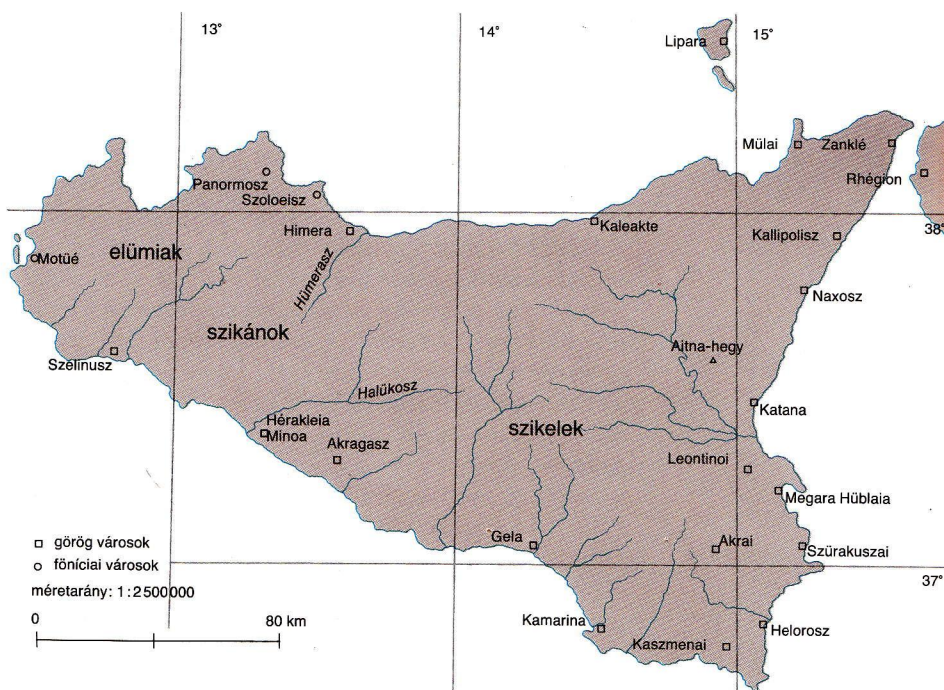 13°
14°
15°
Lipara
Mülai
Zanklé
Panormosz
Szoloeisz
Rhégion
Himera
Kaleakte
38°
Kallipolisz
elümiak
Motüé
Hümerasz
Naxosz
szikánok
Aitna-hegy
Szélinusz
Halükosz
Katana
Hérakleia
Minoa
szikelek
Akragasz
Leontinoi
Megara Hüblaia
görög városok
Gela
Akrai
Szürakuszai
föníciai városok
37°
méretarány: 1:2500000
0
80 km
Kamarina
Helorosz
Kaszmenai